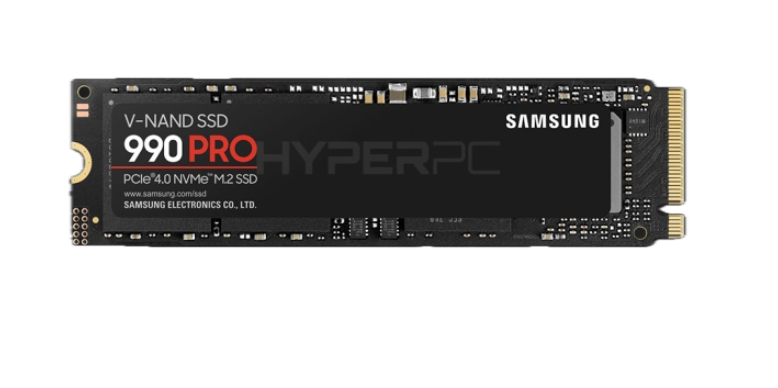 V-NAND SSD
SAMSUNG
990 PRO
HYPERPC
PCIe®4.0 NVMe™ M.2 SSD
www.samsung.com/ssd
SAMSUNG ELECTRONICS CO., LTD.